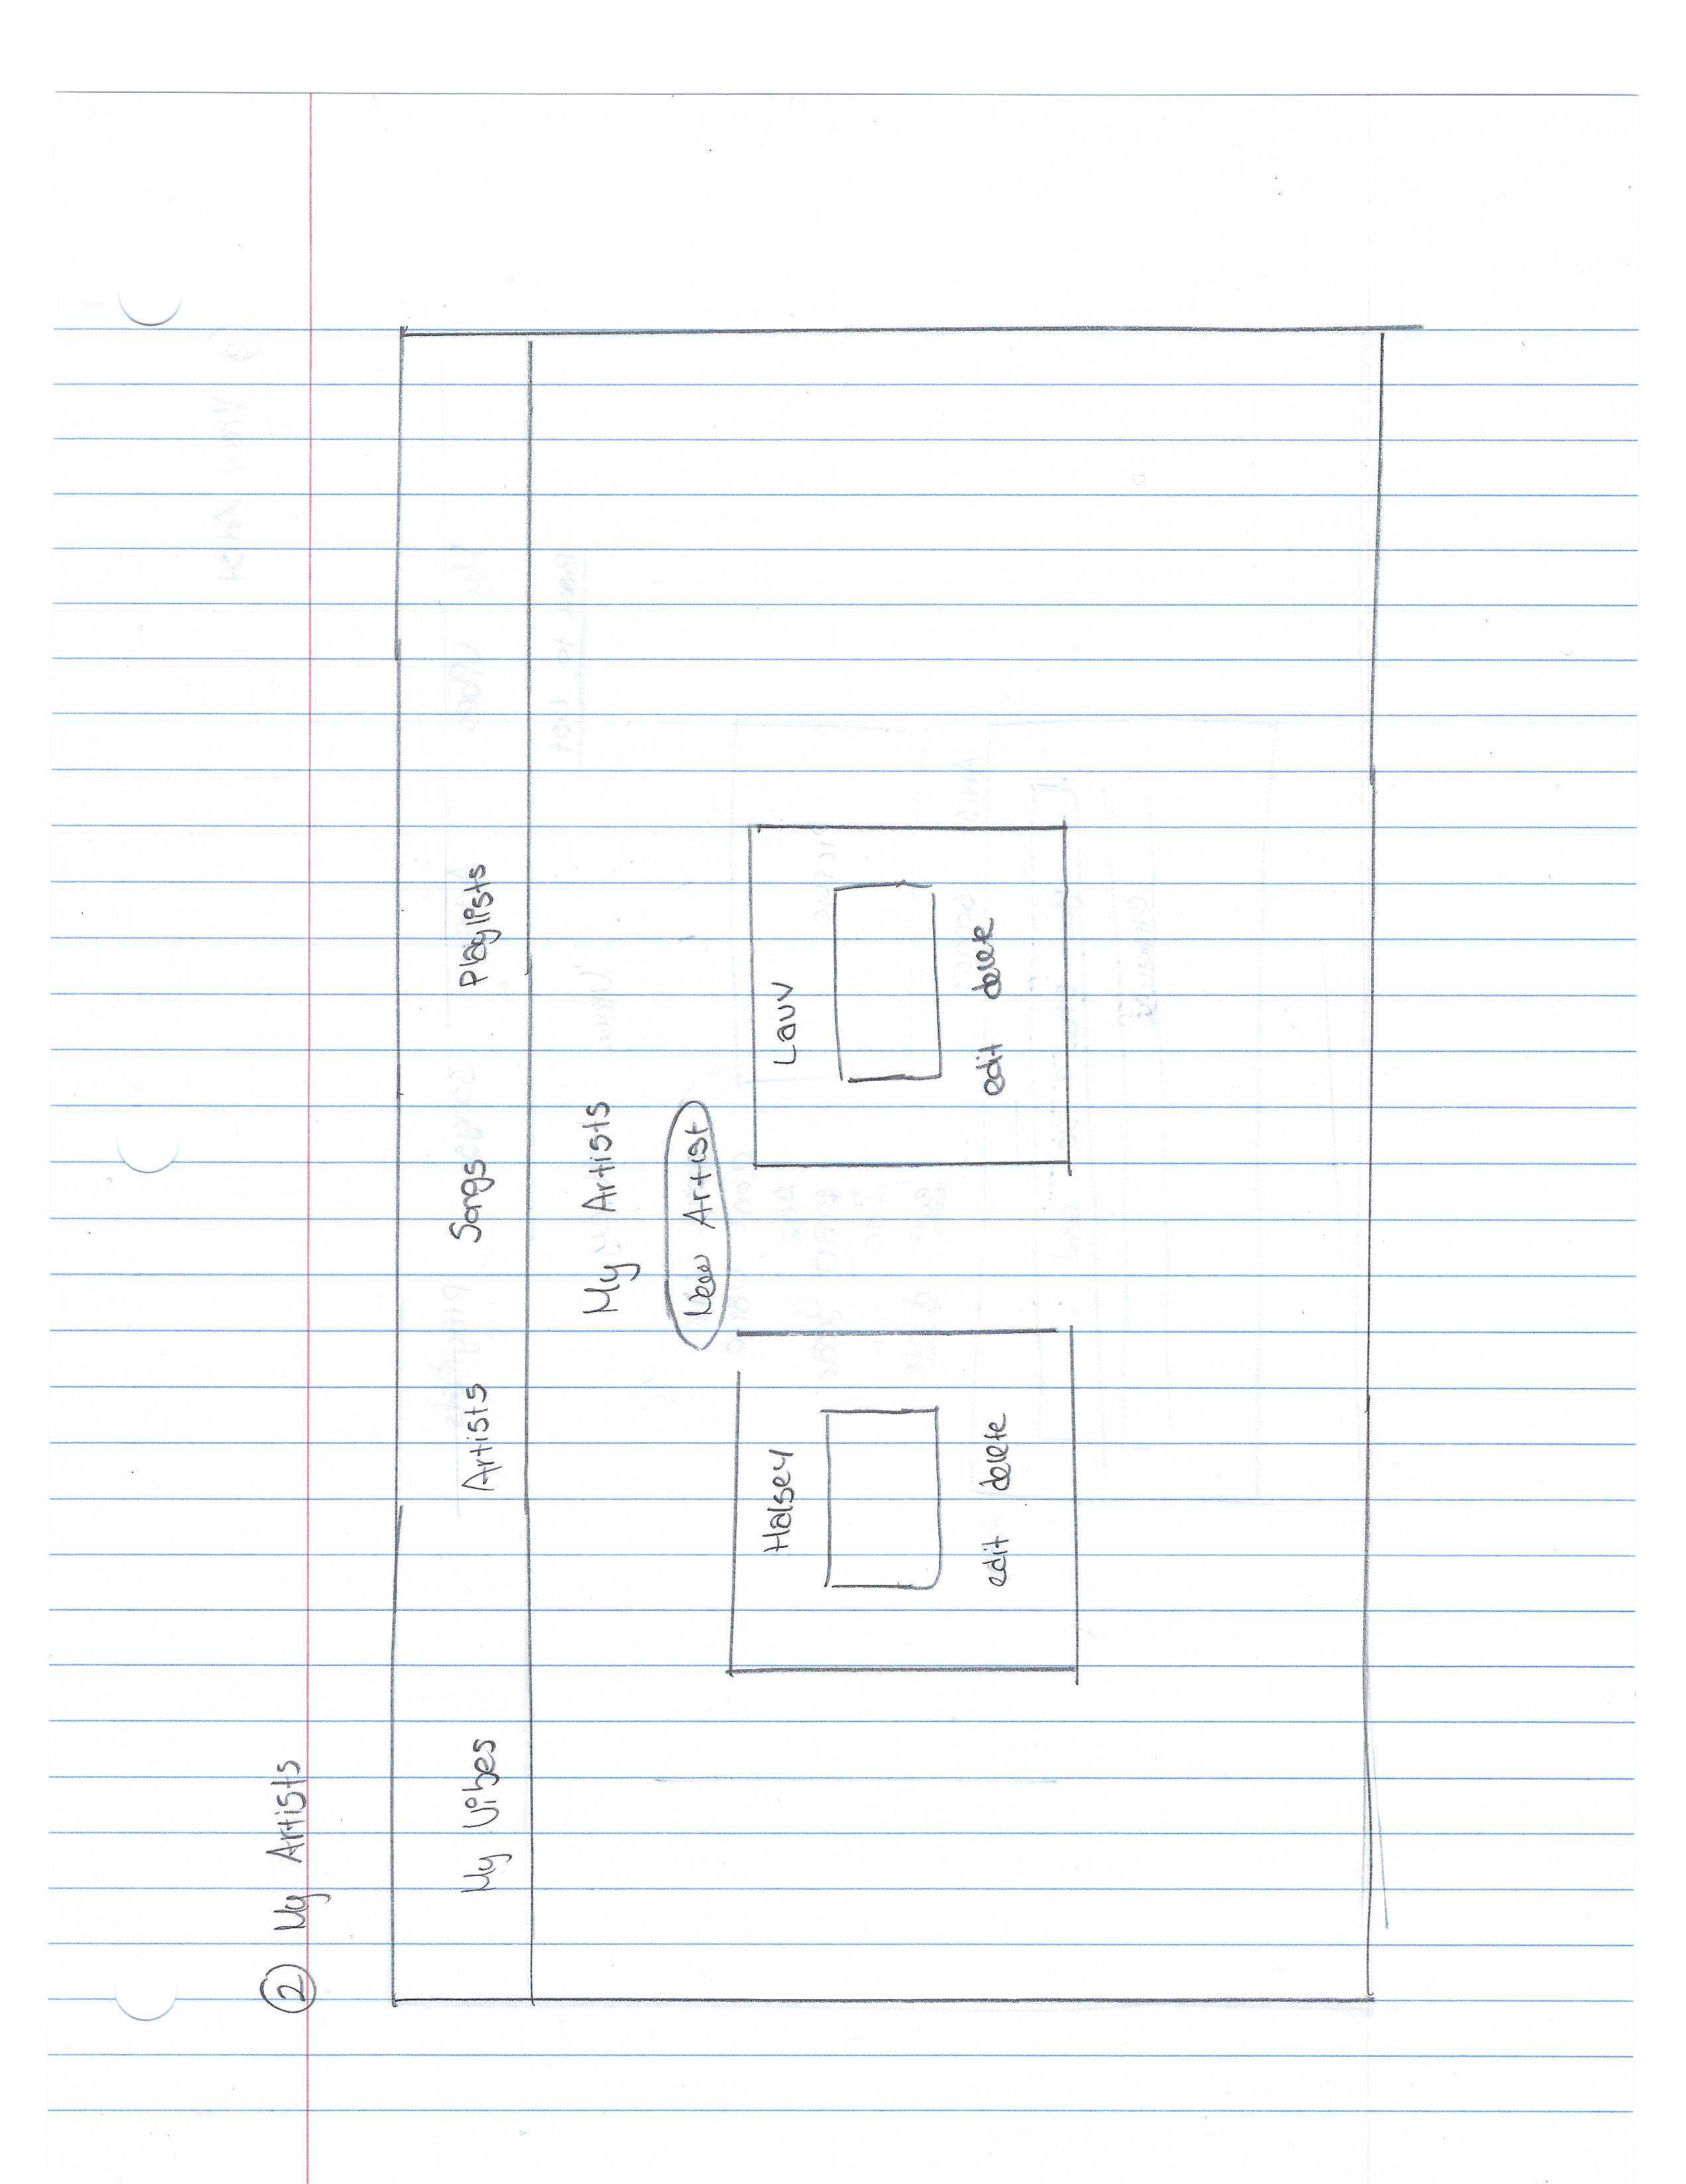 ② My Artists
My Vibes Artists Songs Playlists
My Artists
New Artist
Halsey Lauv
edit delete edit delete